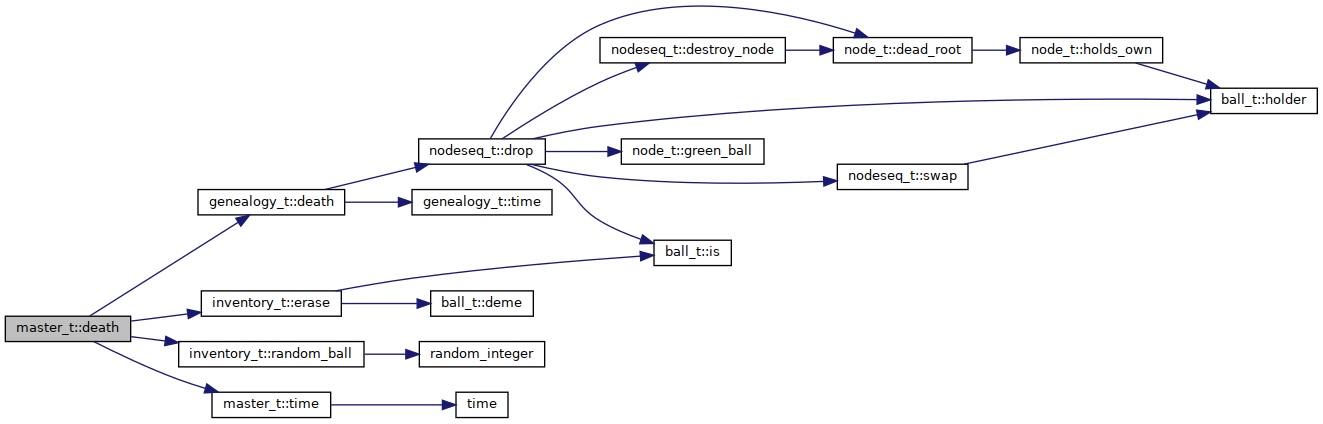 master_t::death
genealogy_t::death
nodeseq_t::drop
nodeseq_t::destroy_node
node_t::dead_root
node_t::holds_own
ball_t::holder
node_t::green_ball
nodeseq_t::swap
ball_t::is
genealogy_t::time
inventory_t::erase
ball_t::deme
inventory_t::random_ball
random_integer
master_t::time
time